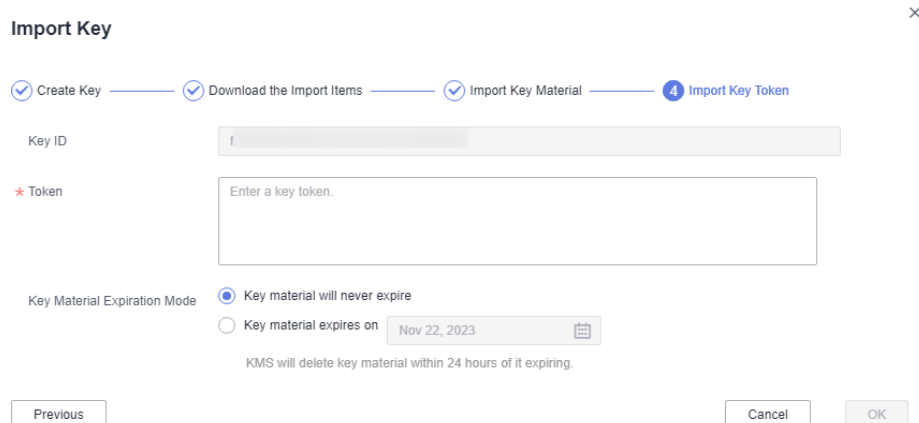 Import Key
Create Key Download the Import Items Import Key Material 4 Import Key Token
Key ID f
* Token Enter a key token.
Key Material Expiration Mode Key material will never expire
Key material expires on Nov 22, 2023
KMS will delete key material within 24 hours of it expiring.
Previous Cancel OK